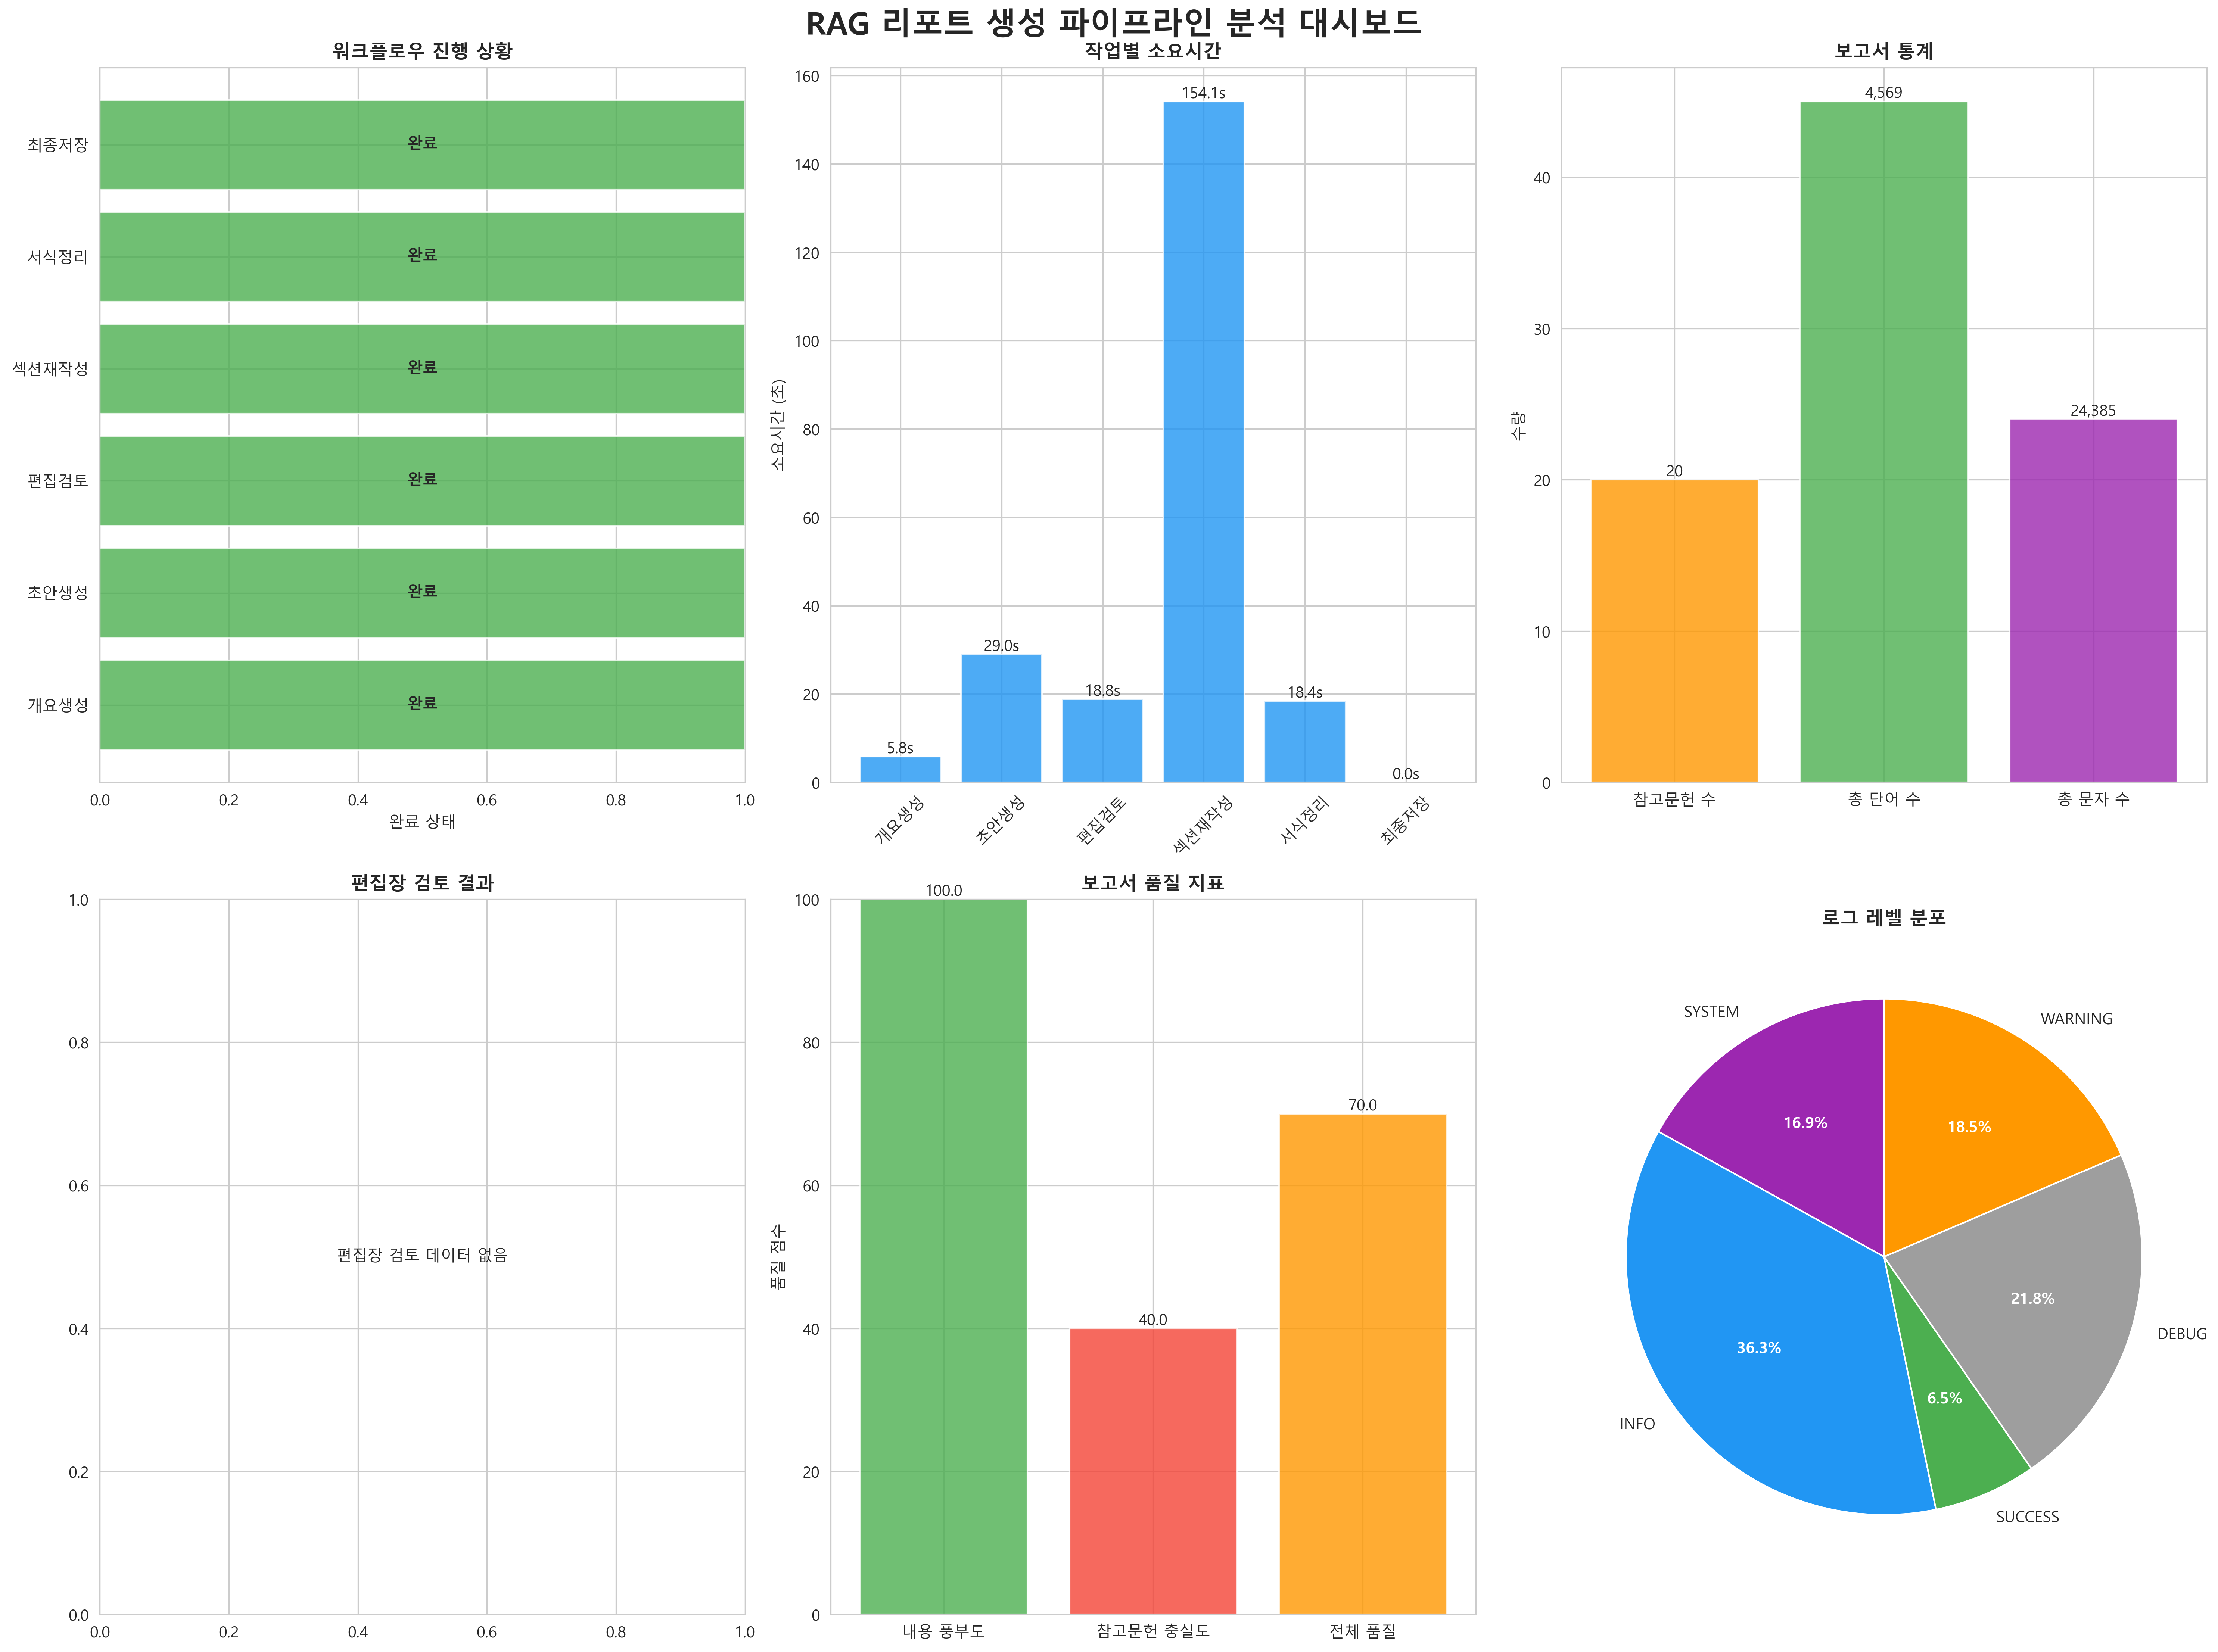 RAG 리포트 생성 파이프라인 분석 대시보드
워크플로우 진행 상황
최종저장
완료
서식정리
완료
섹션재작성
완료
편집검토
완료
초안생성
완료
개요생성
완료
0.0 0.2 0.4 0.6 0.8 1.0
완료 상태
작업별 소요시간
소요시간 (초)
160
140
120
100
80
60
40
20
0
5.8s
29.0s
18.8s
154.1s
18.4s
0.0s
개요생성 초안생성 편집검토 섹션재작성 서식정리 최종저장
보고서 통계
수량
40
30
20
10
0
20
4,569
24,385
참고문헌 수 총 단어 수 총 문자 수
편집장 검토 결과
1.0
0.8
0.6
0.4
0.2
0.0
편집장 검토 데이터 없음
0.0 0.2 0.4 0.6 0.8 1.0
보고서 품질 지표
품질 점수
100
80
60
40
20
0
100.0
40.0
70.0
내용 풍부도 참고문헌 충실도 전체 품질
로그 레벨 분포
SYSTEM
16.9%
WARNING
18.5%
DEBUG
21.8%
INFO
36.3%
SUCCESS
6.5%